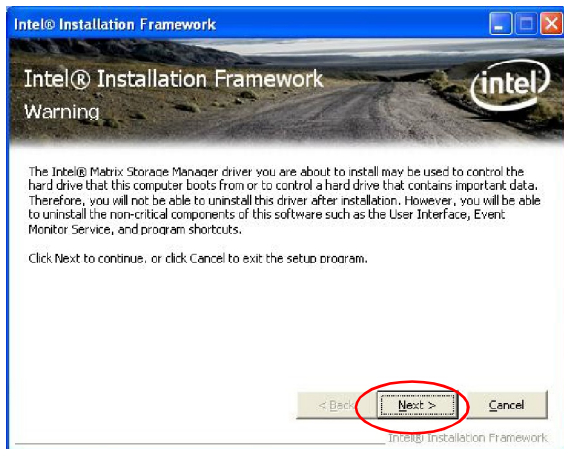 Intel® Installation Framework
Intel® Installation Framework
intel
Warning
The Intel® Matrix Storage Manager driver you are about to install may be used to control the
hard drive that this computer boots from or to control a hard drive that contains important data.
Therefore, you will not be able to uninstall this driver after installation. However, you will be able
to uninstall the non-critical components of this software such as the User Interface, Event
Monitor Service, and program shortcuts.
Click Next to continue, or click Cancel to exit the setup program.
< Back
Next >
Cancel
Intel® Installation Framework